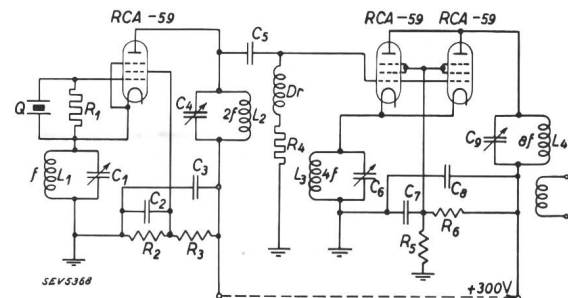 RCA-59
RCA-59 RCA-59
C5
Q
R1
C4
2f
L2
Dr
C9
8f
L4
f
L1
C1
C3
C2
R4
L3
4f
C6
C7
C8
R2
R3
R5
R6
SEV5368
+300V